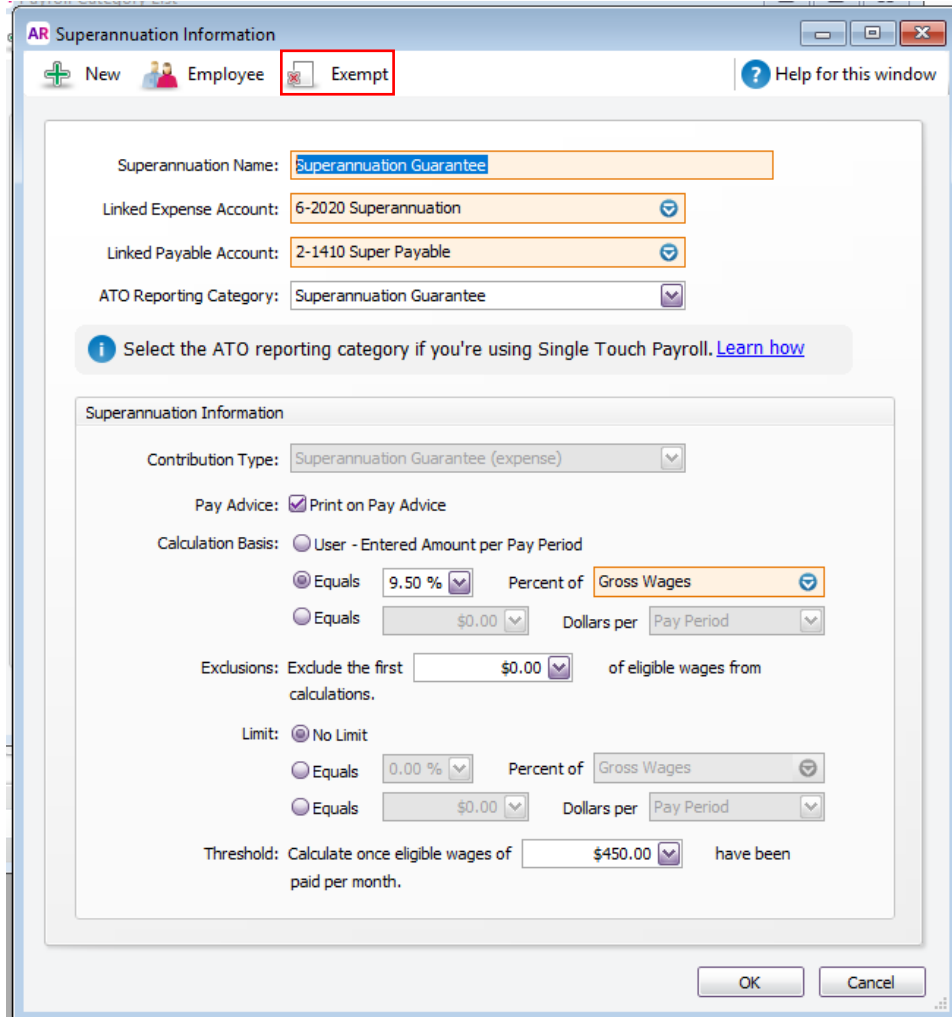 Payroll Category List
AR Superannuation Information
New Employee Exempt ? Help for this window
Superannuation Name: Superannuation Guarantee
Linked Expense Account: 6-2020 Superannuation
Linked Payable Account: 2-1410 Super Payable
ATO Reporting Category: Superannuation Guarantee
i Select the ATO reporting category if you're using Single Touch Payroll. Learn how
Superannuation Information
Contribution Type: Superannuation Guarantee (expense)
Pay Advice: Print on Pay Advice
Calculation Basis: User - Entered Amount per Pay Period
Equals 9.50 % Percent of Gross Wages
Equals $0.00 Dollars per Pay Period
Exclusions: Exclude the first $0.00 of eligible wages from
calculations.
Limit: No Limit
Equals 0.00 % Percent of Gross Wages
Equals $0.00 Dollars per Pay Period
Threshold: Calculate once eligible wages of $450.00 have been
paid per month.
OK Cancel